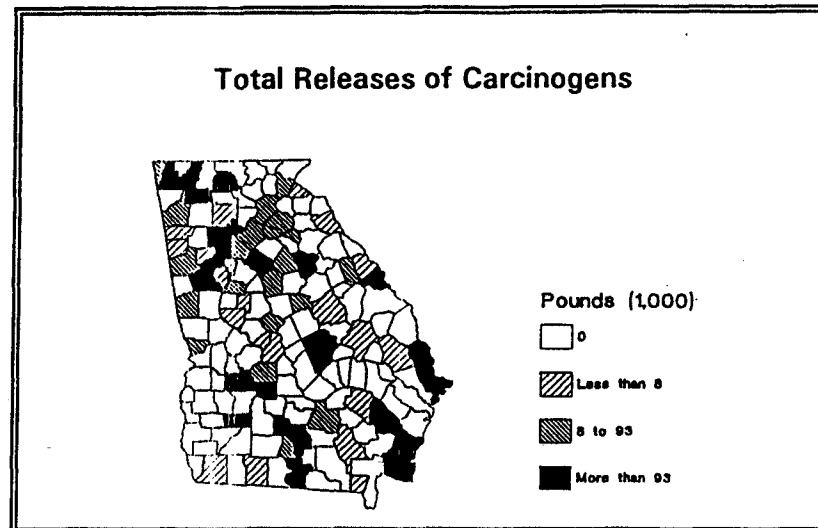 Total Releases of Carcinogens
Pounds (1,000)
0
Less than 8
8 to 93
More than 93